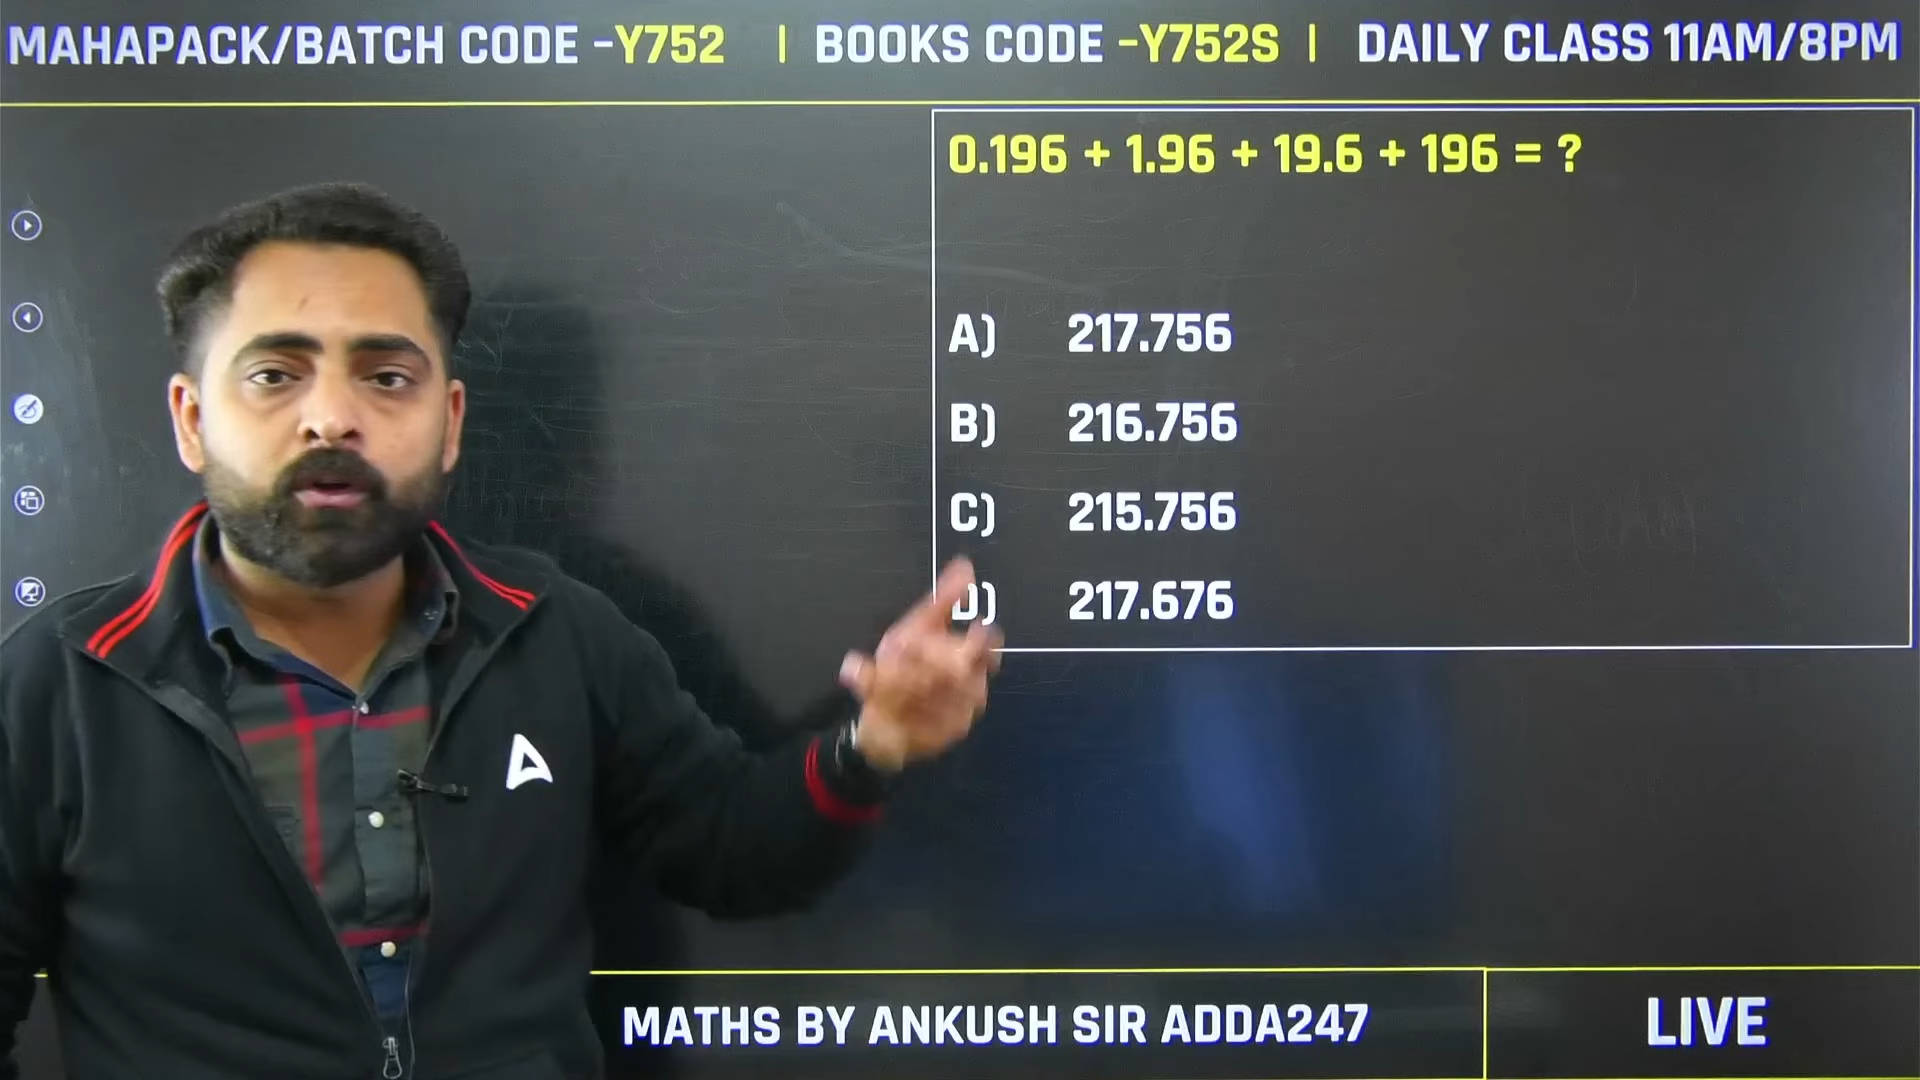 MAHAPACK/BATCH CODE -Y752 | BOOKS CODE -Y752S | DAILY CLASS 11AM/8PM
0.196 + 1.96 + 19.6 + 196 = ?
A) 217.756
B) 216.756
C) 215.756
D) 217.676
MATHS BY ANKUSH SIR ADDA247
LIVE